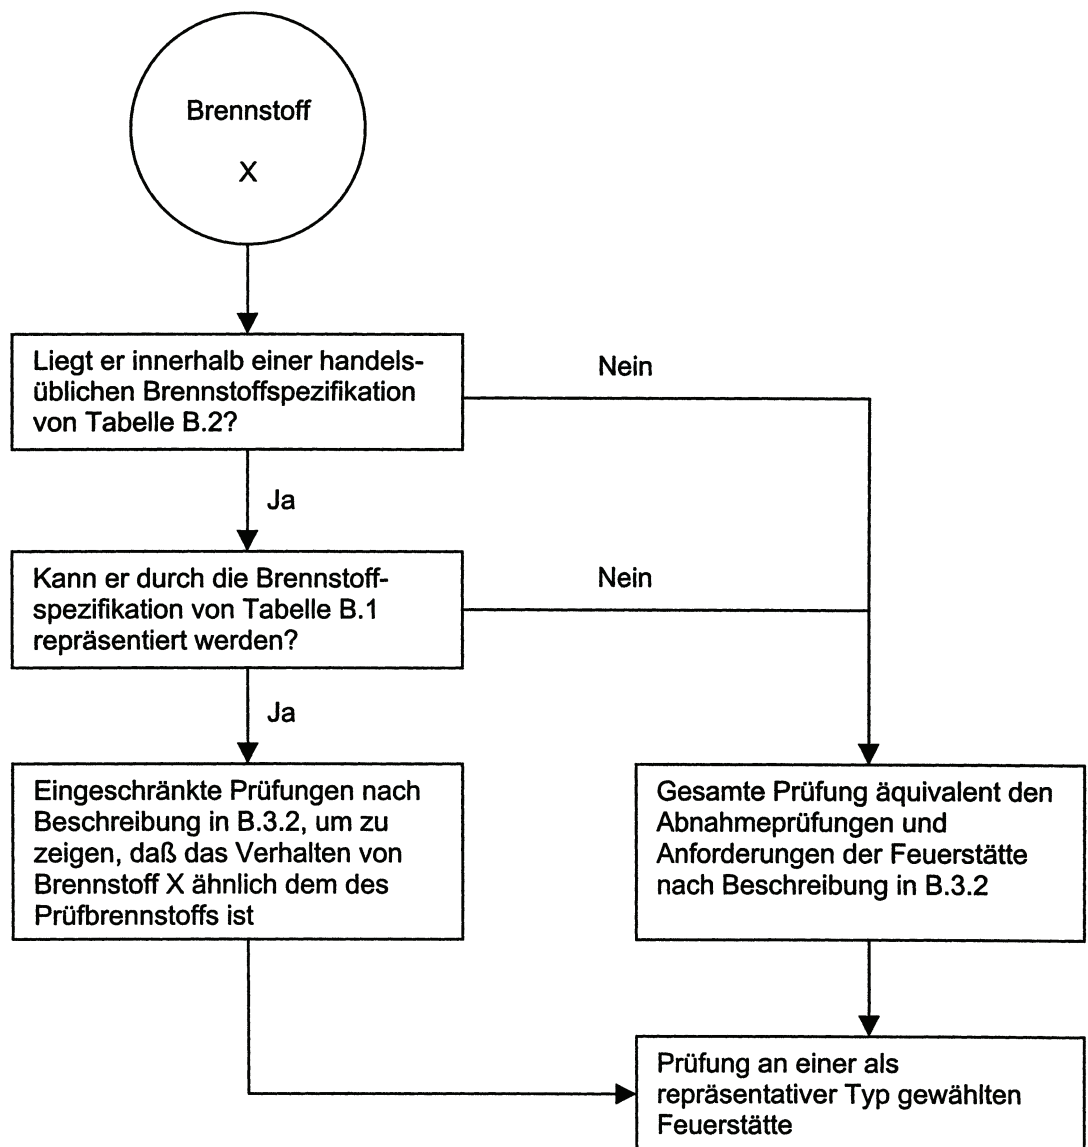 Brennstoff
X
Liegt er innerhalb einer handels-
üblichen Brennstoffspezifikation
von Tabelle B.2?
Nein
Ja
Kann er durch die Brennstoff-
spezifikation von Tabelle B.1
repräsentiert werden?
Nein
Ja
Eingeschränkte Prüfungen nach
Beschreibung in B.3.2, um zu
zeigen, daß das Verhalten von
Brennstoff X ähnlich dem des
Prüfbrennstoffs ist
Gesamte Prüfung äquivalent den
Abnahmeprüfungen und
Anforderungen der Feuerstätte
nach Beschreibung in B.3.2
Prüfung an einer als
repräsentativer Typ gewählten
Feuerstätte